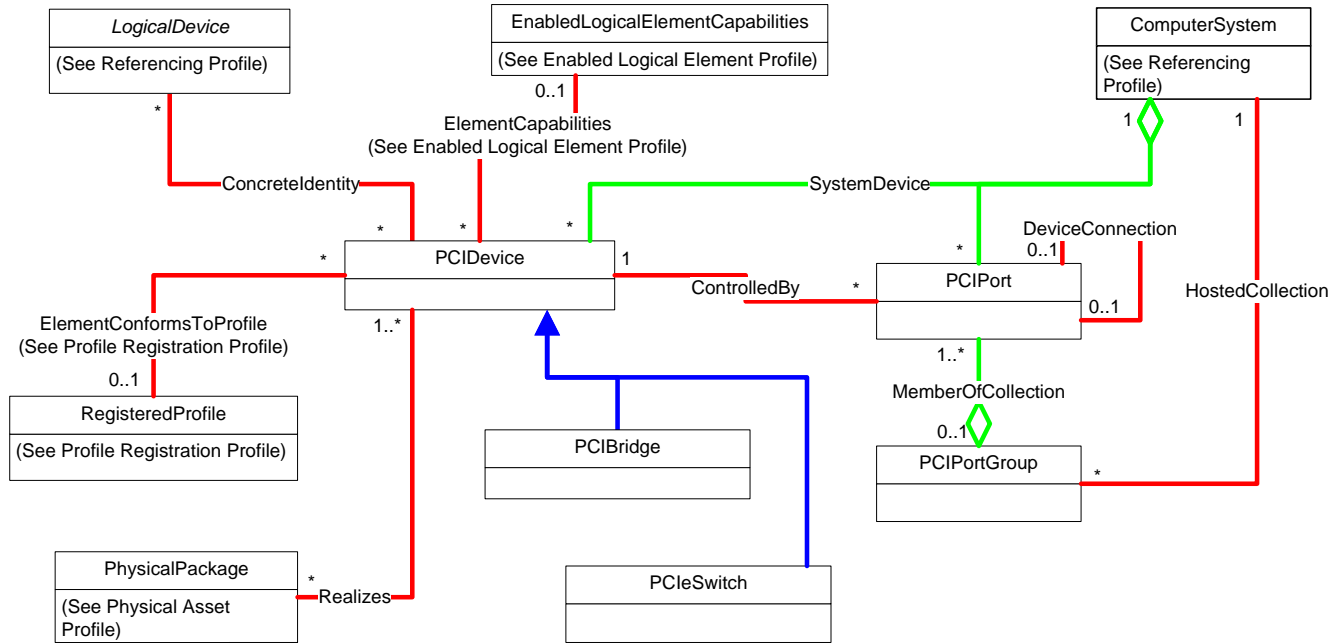 LogicalDevice
(See Referencing Profile)
EnabledLogicalElementCapabilities
(See Enabled Logical Element Profile)
ComputerSystem
(See Referencing
Profile)
*
0..1
1
1
ElementCapabilities
(See Enabled Logical Element Profile)
ConcreteIdentity
SystemDevice
*
*
*
*
DeviceConnection
0..1
*
PCIDevice
1
PCIPort
ControlledBy
*
0..1
HostedCollection
ElementConformsToProfile
(See Profile Registration Profile)
1..*
1..*
0..1
MemberOfCollection
RegisteredProfile
(See Profile Registration Profile)
0..1
PCIBridge
PCIPortGroup
*
PhysicalPackage
(See Physical Asset
Profile)
*
Realizes
PCIeSwitch